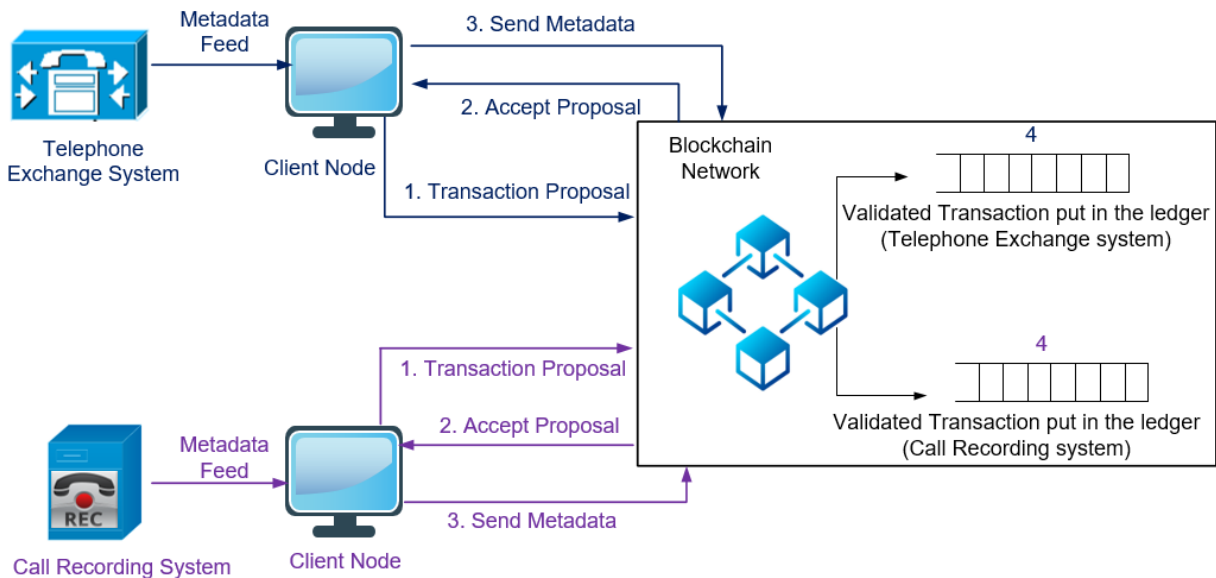 Metadata
Feed
3. Send Metadata
2. Accept Proposal
Telephone
Exchange System
Client Node
1. Transaction Proposal
Blockchain
Network
4
Validated Transaction put in the ledger
(Telephone Exchange system)
4
Validated Transaction put in the ledger
(Call Recording system)
1. Transaction Proposal
2. Accept Proposal
Metadata
Feed
REC
3. Send Metadata
Call Recording System
Client Node